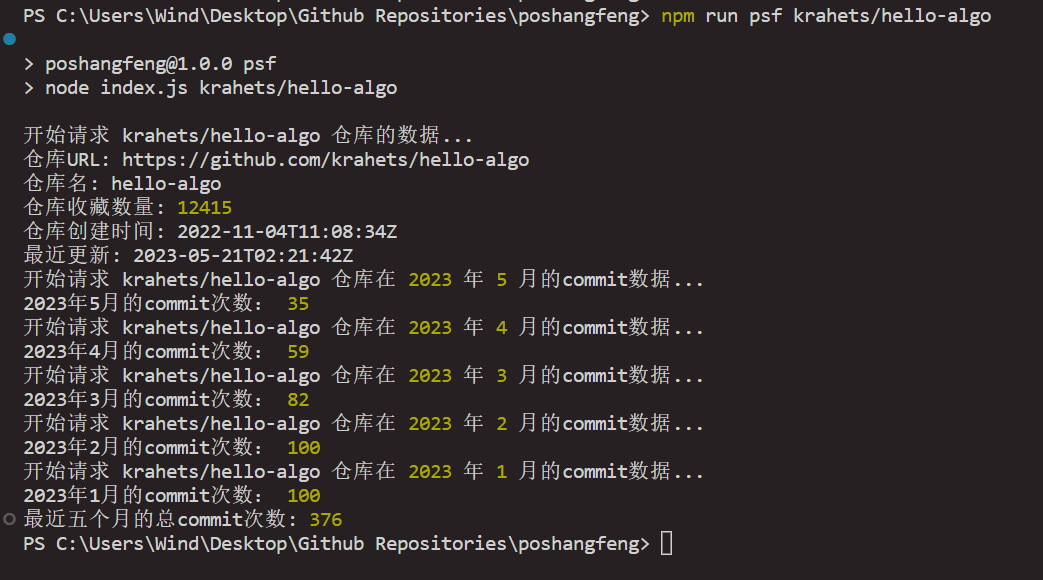 PS C:\Users\Wind\Desktop\Github Repositories\poshangfeng> npm run psf krahets/hello-algo
> poshangfeng@1.0.0 psf
> node index.js krahets/hello-algo
开始请求 krahets/hello-algo 仓库的数据...
仓库URL: https://github.com/krahets/hello-algo
仓库名: hello-algo
仓库收藏数量: 12415
仓库创建时间: 2022-11-04T11:08:34Z
最近更新: 2023-05-21T02:21:42Z
开始请求 krahets/hello-algo 仓库在 2023 年 5 月的commit数据...
2023年5月的commit次数: 35
开始请求 krahets/hello-algo 仓库在 2023 年 4 月的commit数据...
2023年4月的commit次数: 59
开始请求 krahets/hello-algo 仓库在 2023 年 3 月的commit数据...
2023年3月的commit次数: 82
开始请求 krahets/hello-algo 仓库在 2023 年 2 月的commit数据...
2023年2月的commit次数: 100
开始请求 krahets/hello-algo 仓库在 2023 年 1 月的commit数据...
2023年1月的commit次数: 100
最近五个月的总commit次数: 376
PS C:\Users\Wind\Desktop\Github Repositories\poshangfeng>